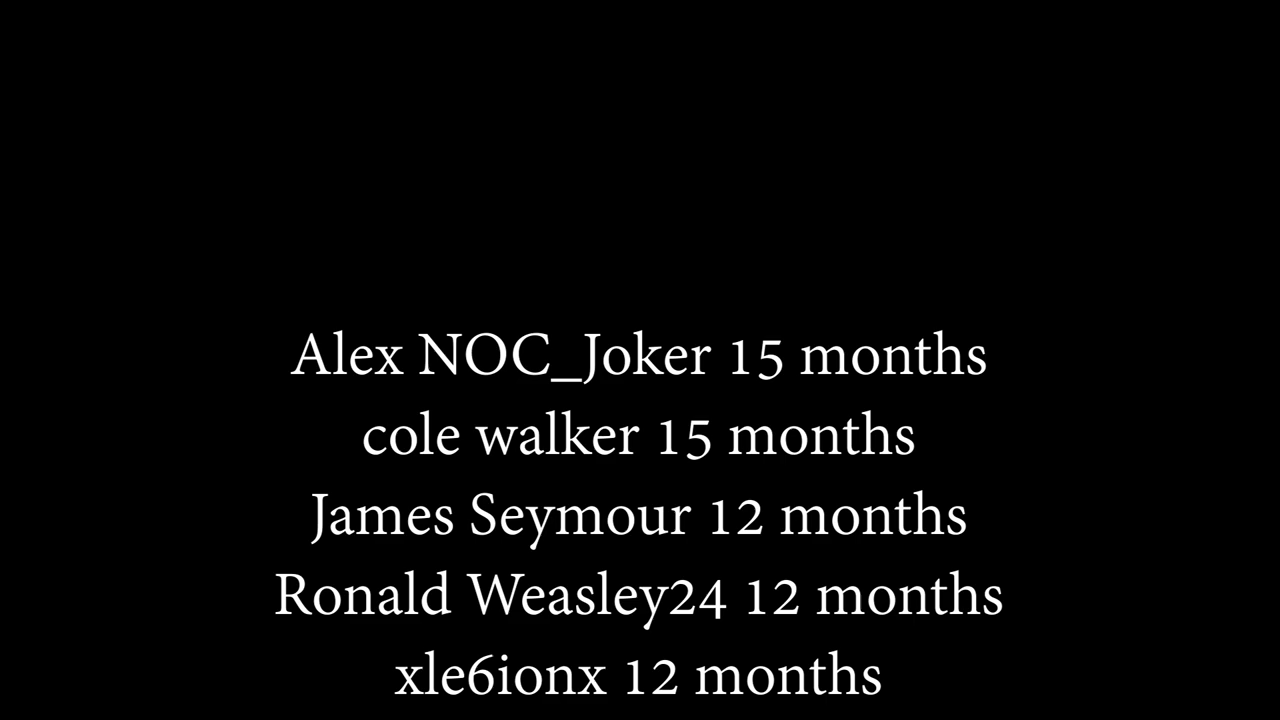 Alex NOC_Joker 15 months
cole walker 15 months
James Seymour 12 months
Ronald Weasley24 12 months
xle6ionx 12 months